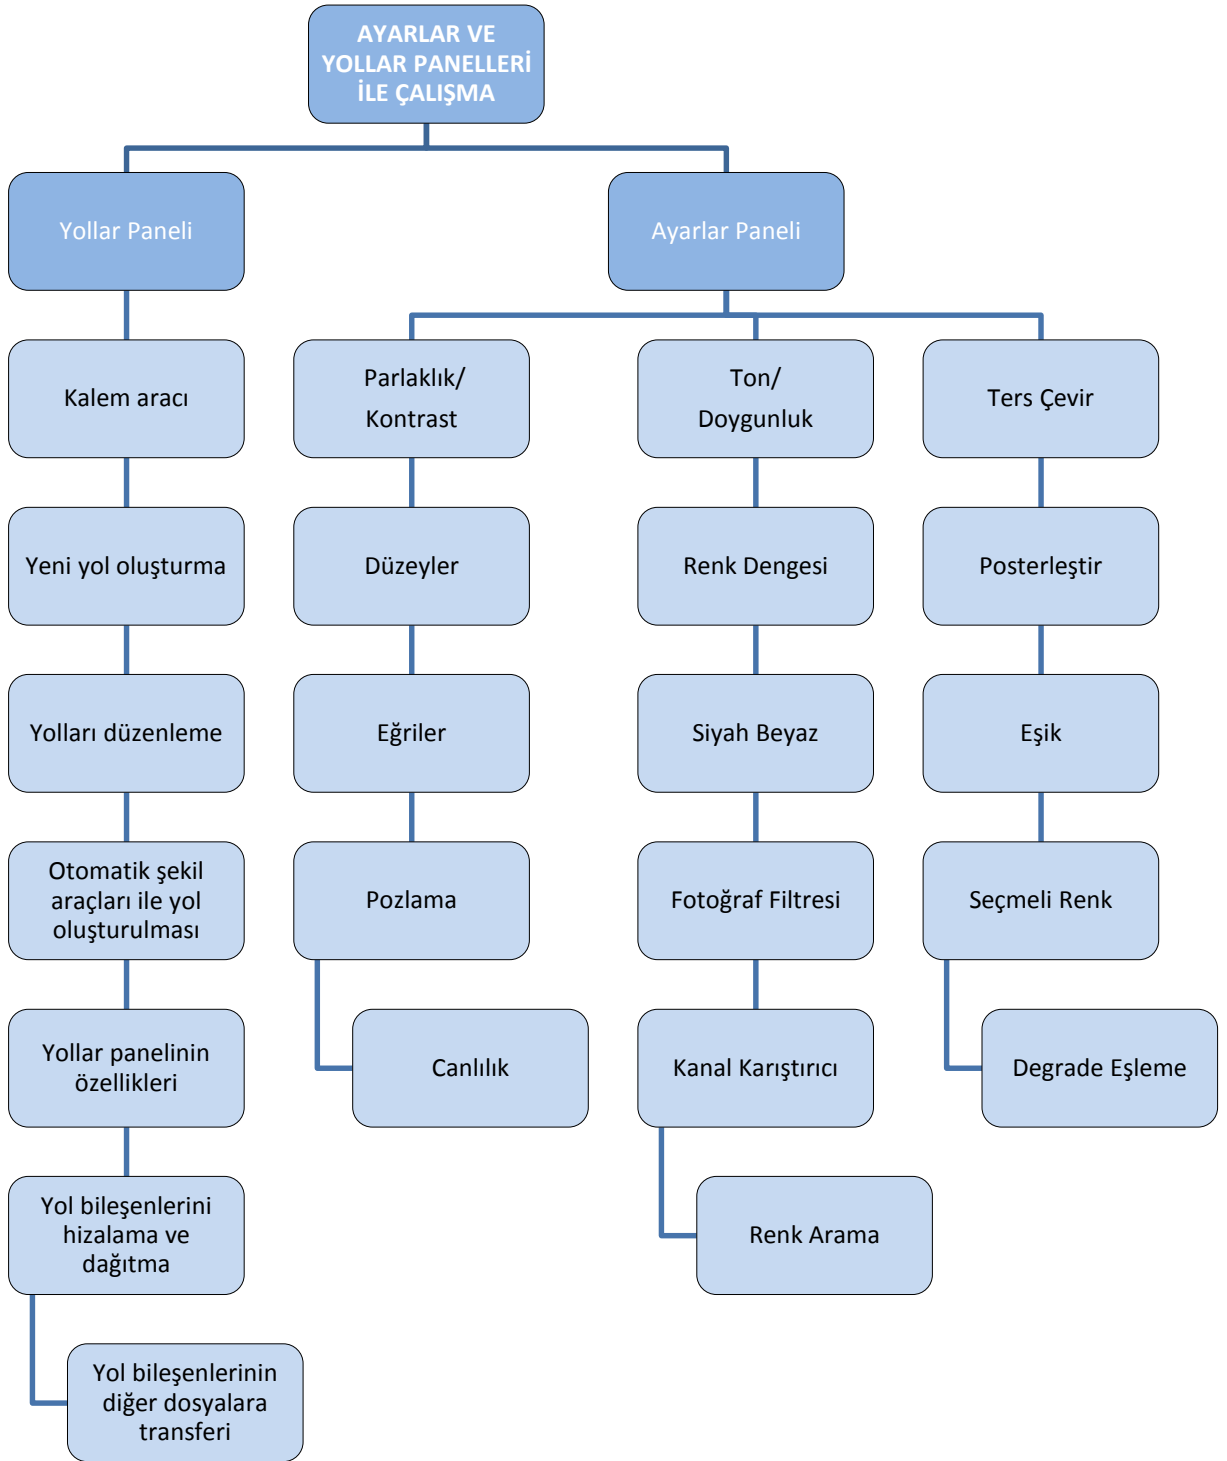 AYARLAR VE
YOLLAR PANELLERİ
İLE ÇALIŞMA
Yollar Paneli
Ayarlar Paneli
Kalem aracı
Yeni yol oluşturma
Yolları düzenleme
Otomatik şekil
araçları ile yol
oluşturulması
Yollar panelinin
özellikleri
Yol bileşenlerini
hizalama ve
dağıtma
Yol bileşenlerinin
diğer dosyalara
transferi
Parlaklık/
Kontrast
Düzeyler
Eğriler
Pozlama
Canlılık
Ton/
Doygunluk
Renk Dengesi
Siyah Beyaz
Fotoğraf Filtresi
Kanal Karıştırıcı
Renk Arama
Ters Çevir
Posterleştir
Eşik
Seçmeli Renk
Degrade Eşleme